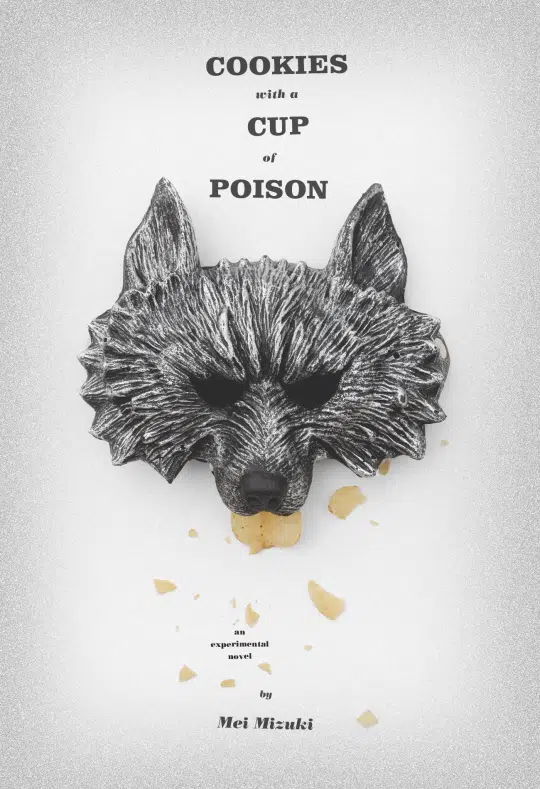 COOKIES
with a
CUP
of
POISON
an
experimental
novel
by
Mei Mizuki